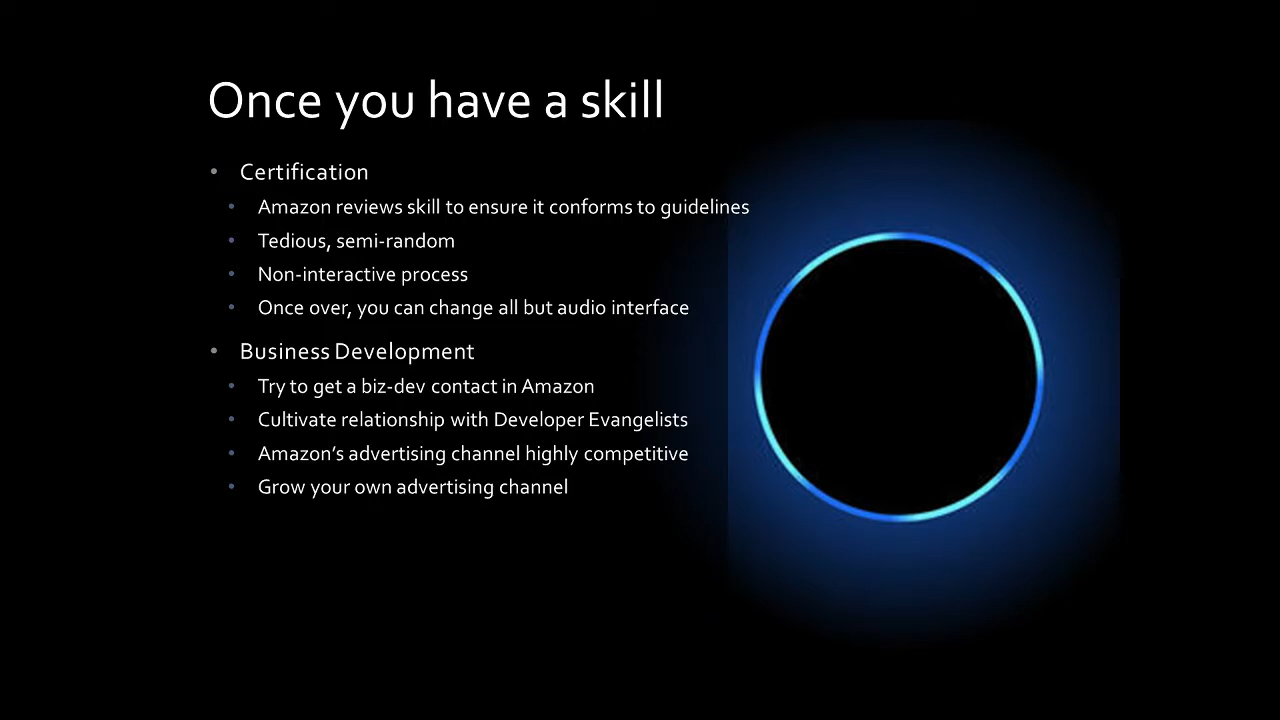 Once you have a skill
• Certification
• Amazon reviews skill to ensure it conforms to guidelines
• Tedious, semi-random
• Non-interactive process
• Once over, you can change all but audio interface
• Business Development
• Try to get a biz-dev contact in Amazon
• Cultivate relationship with Developer Evangelists
• Amazon’s advertising channel highly competitive
• Grow your own advertising channel